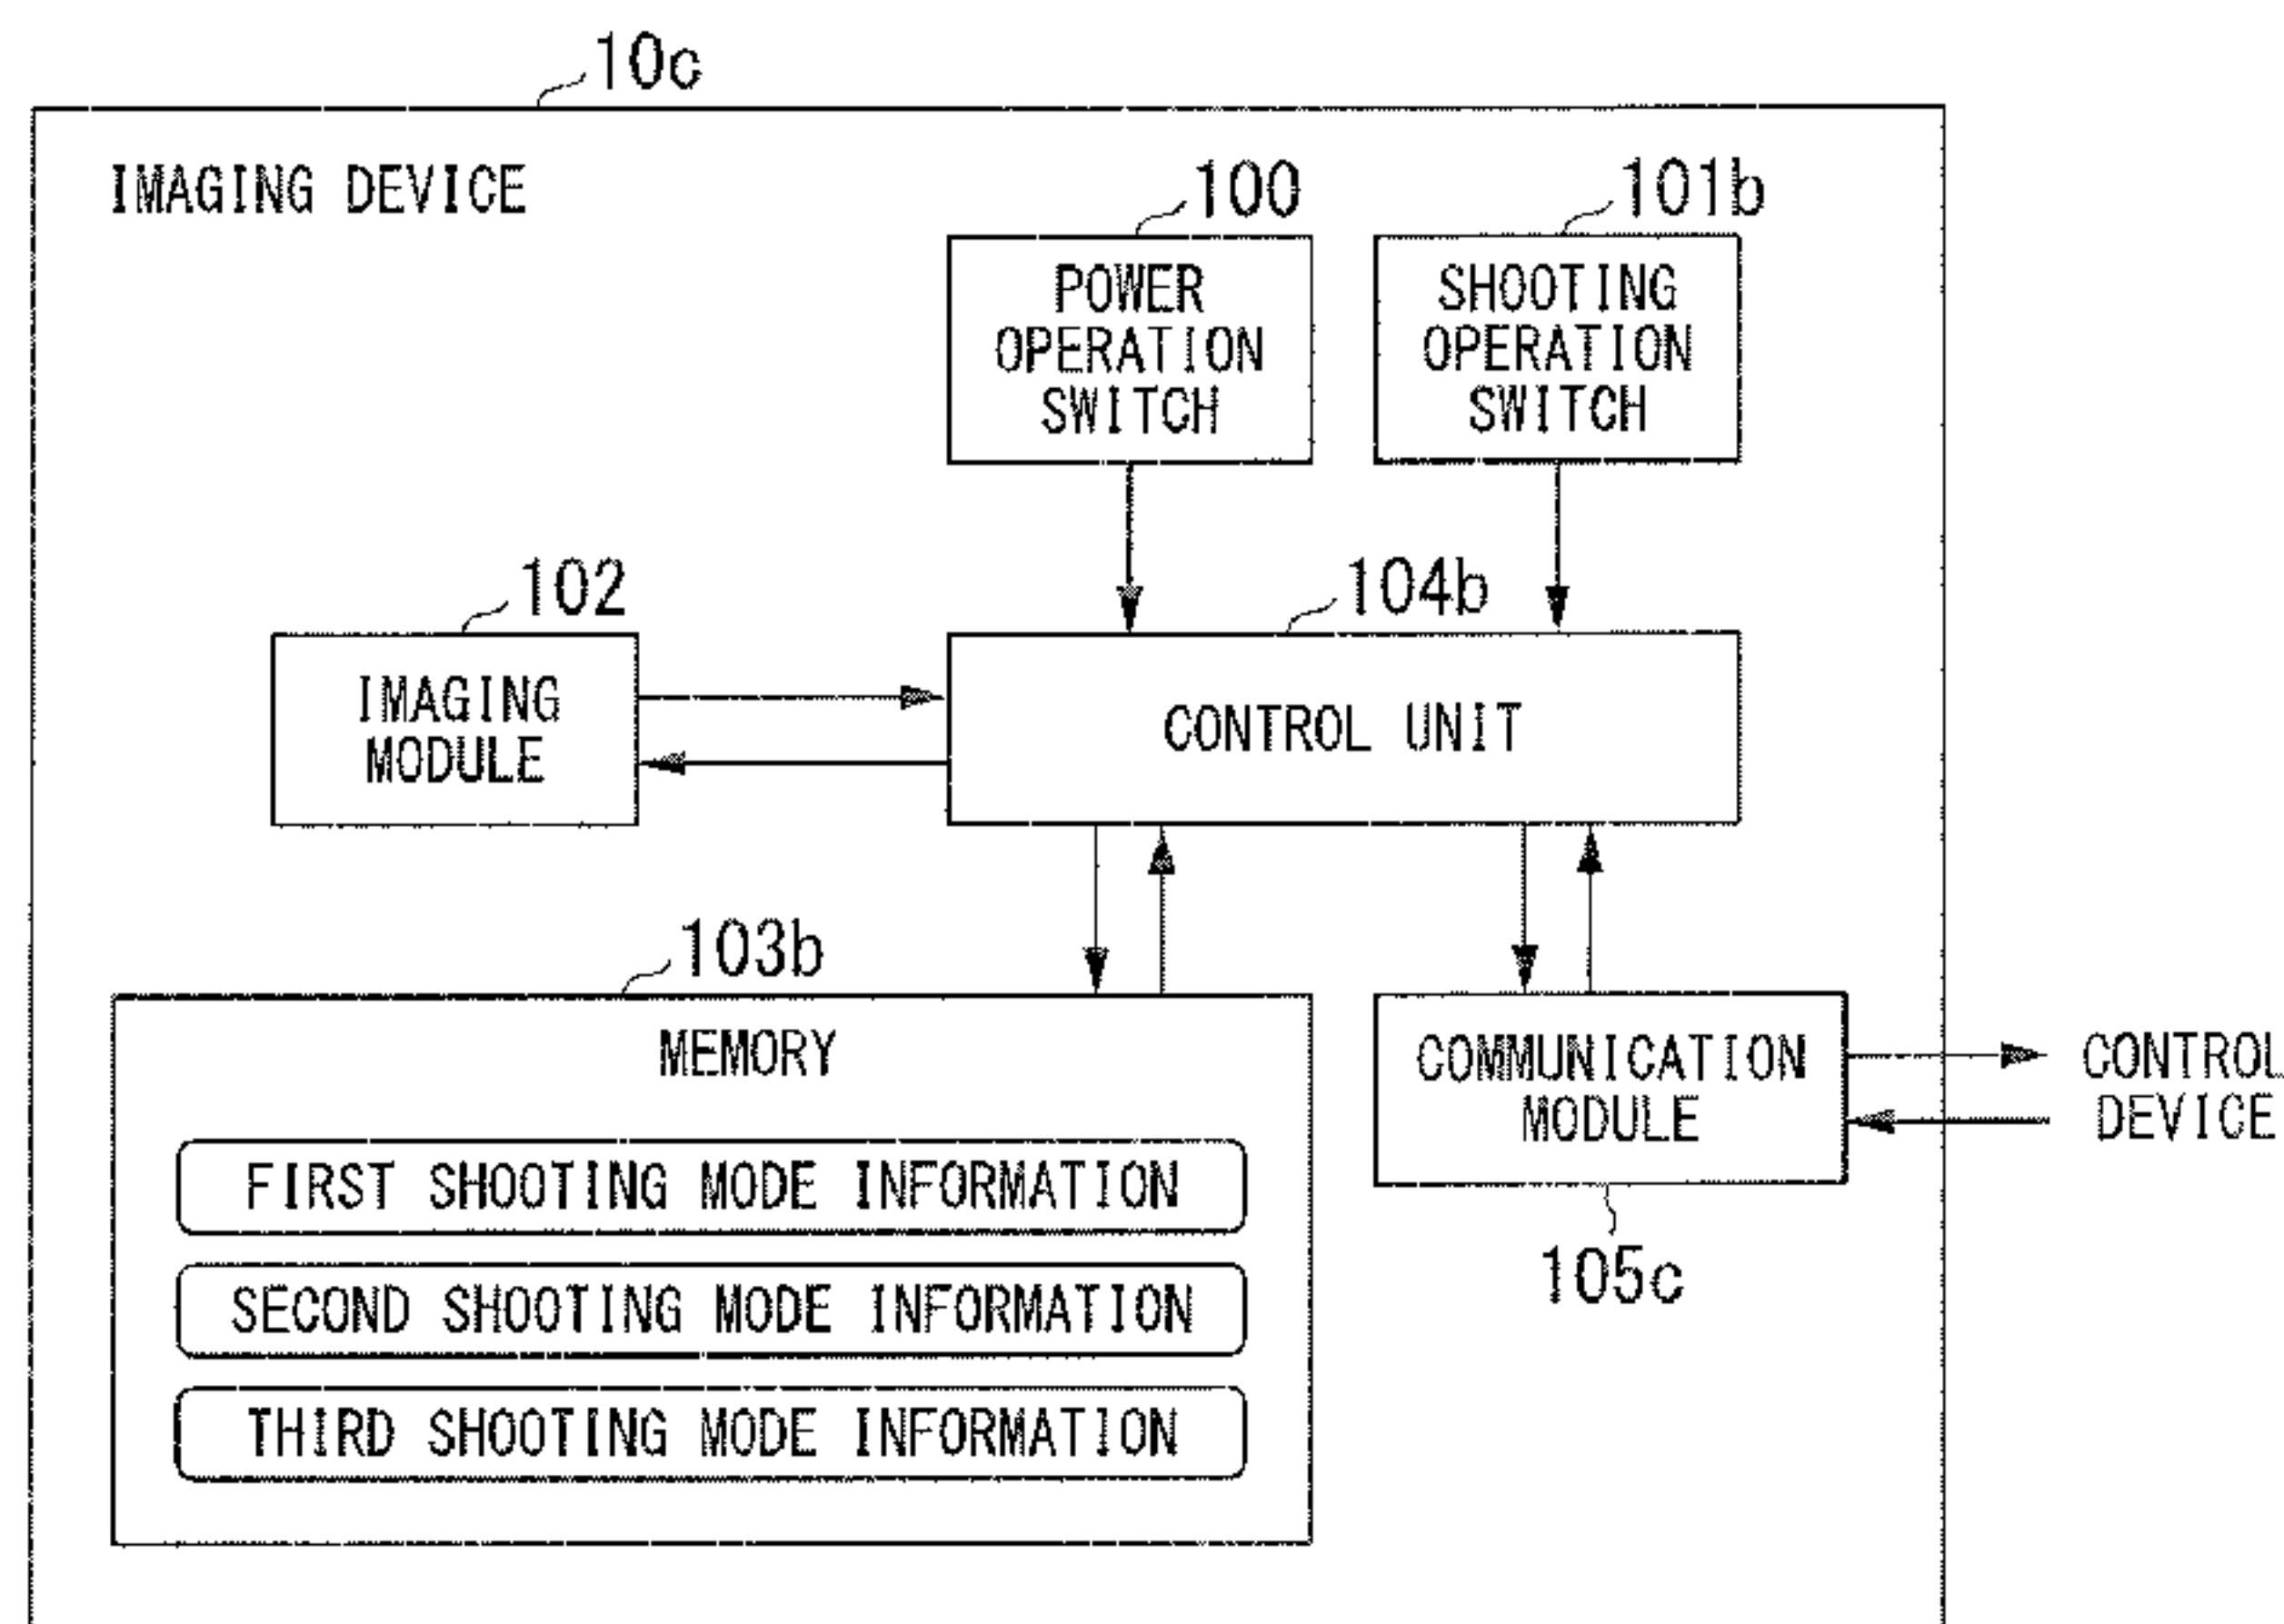 10c
IMAGING DEVICE
100
101b
POWER
OPERATION
SWITCH
SHOOTING
OPERATION
SWITCH
102
104b
IMAGING
MODULE
CONTROL UNIT
103b
MEMORY
FIRST SHOOTING MODE INFORMATION
SECOND SHOOTING MODE INFORMATION
THIRD SHOOTING MODE INFORMATION
COMMUNICATION
MODULE
105c
CONTROL
DEVICE